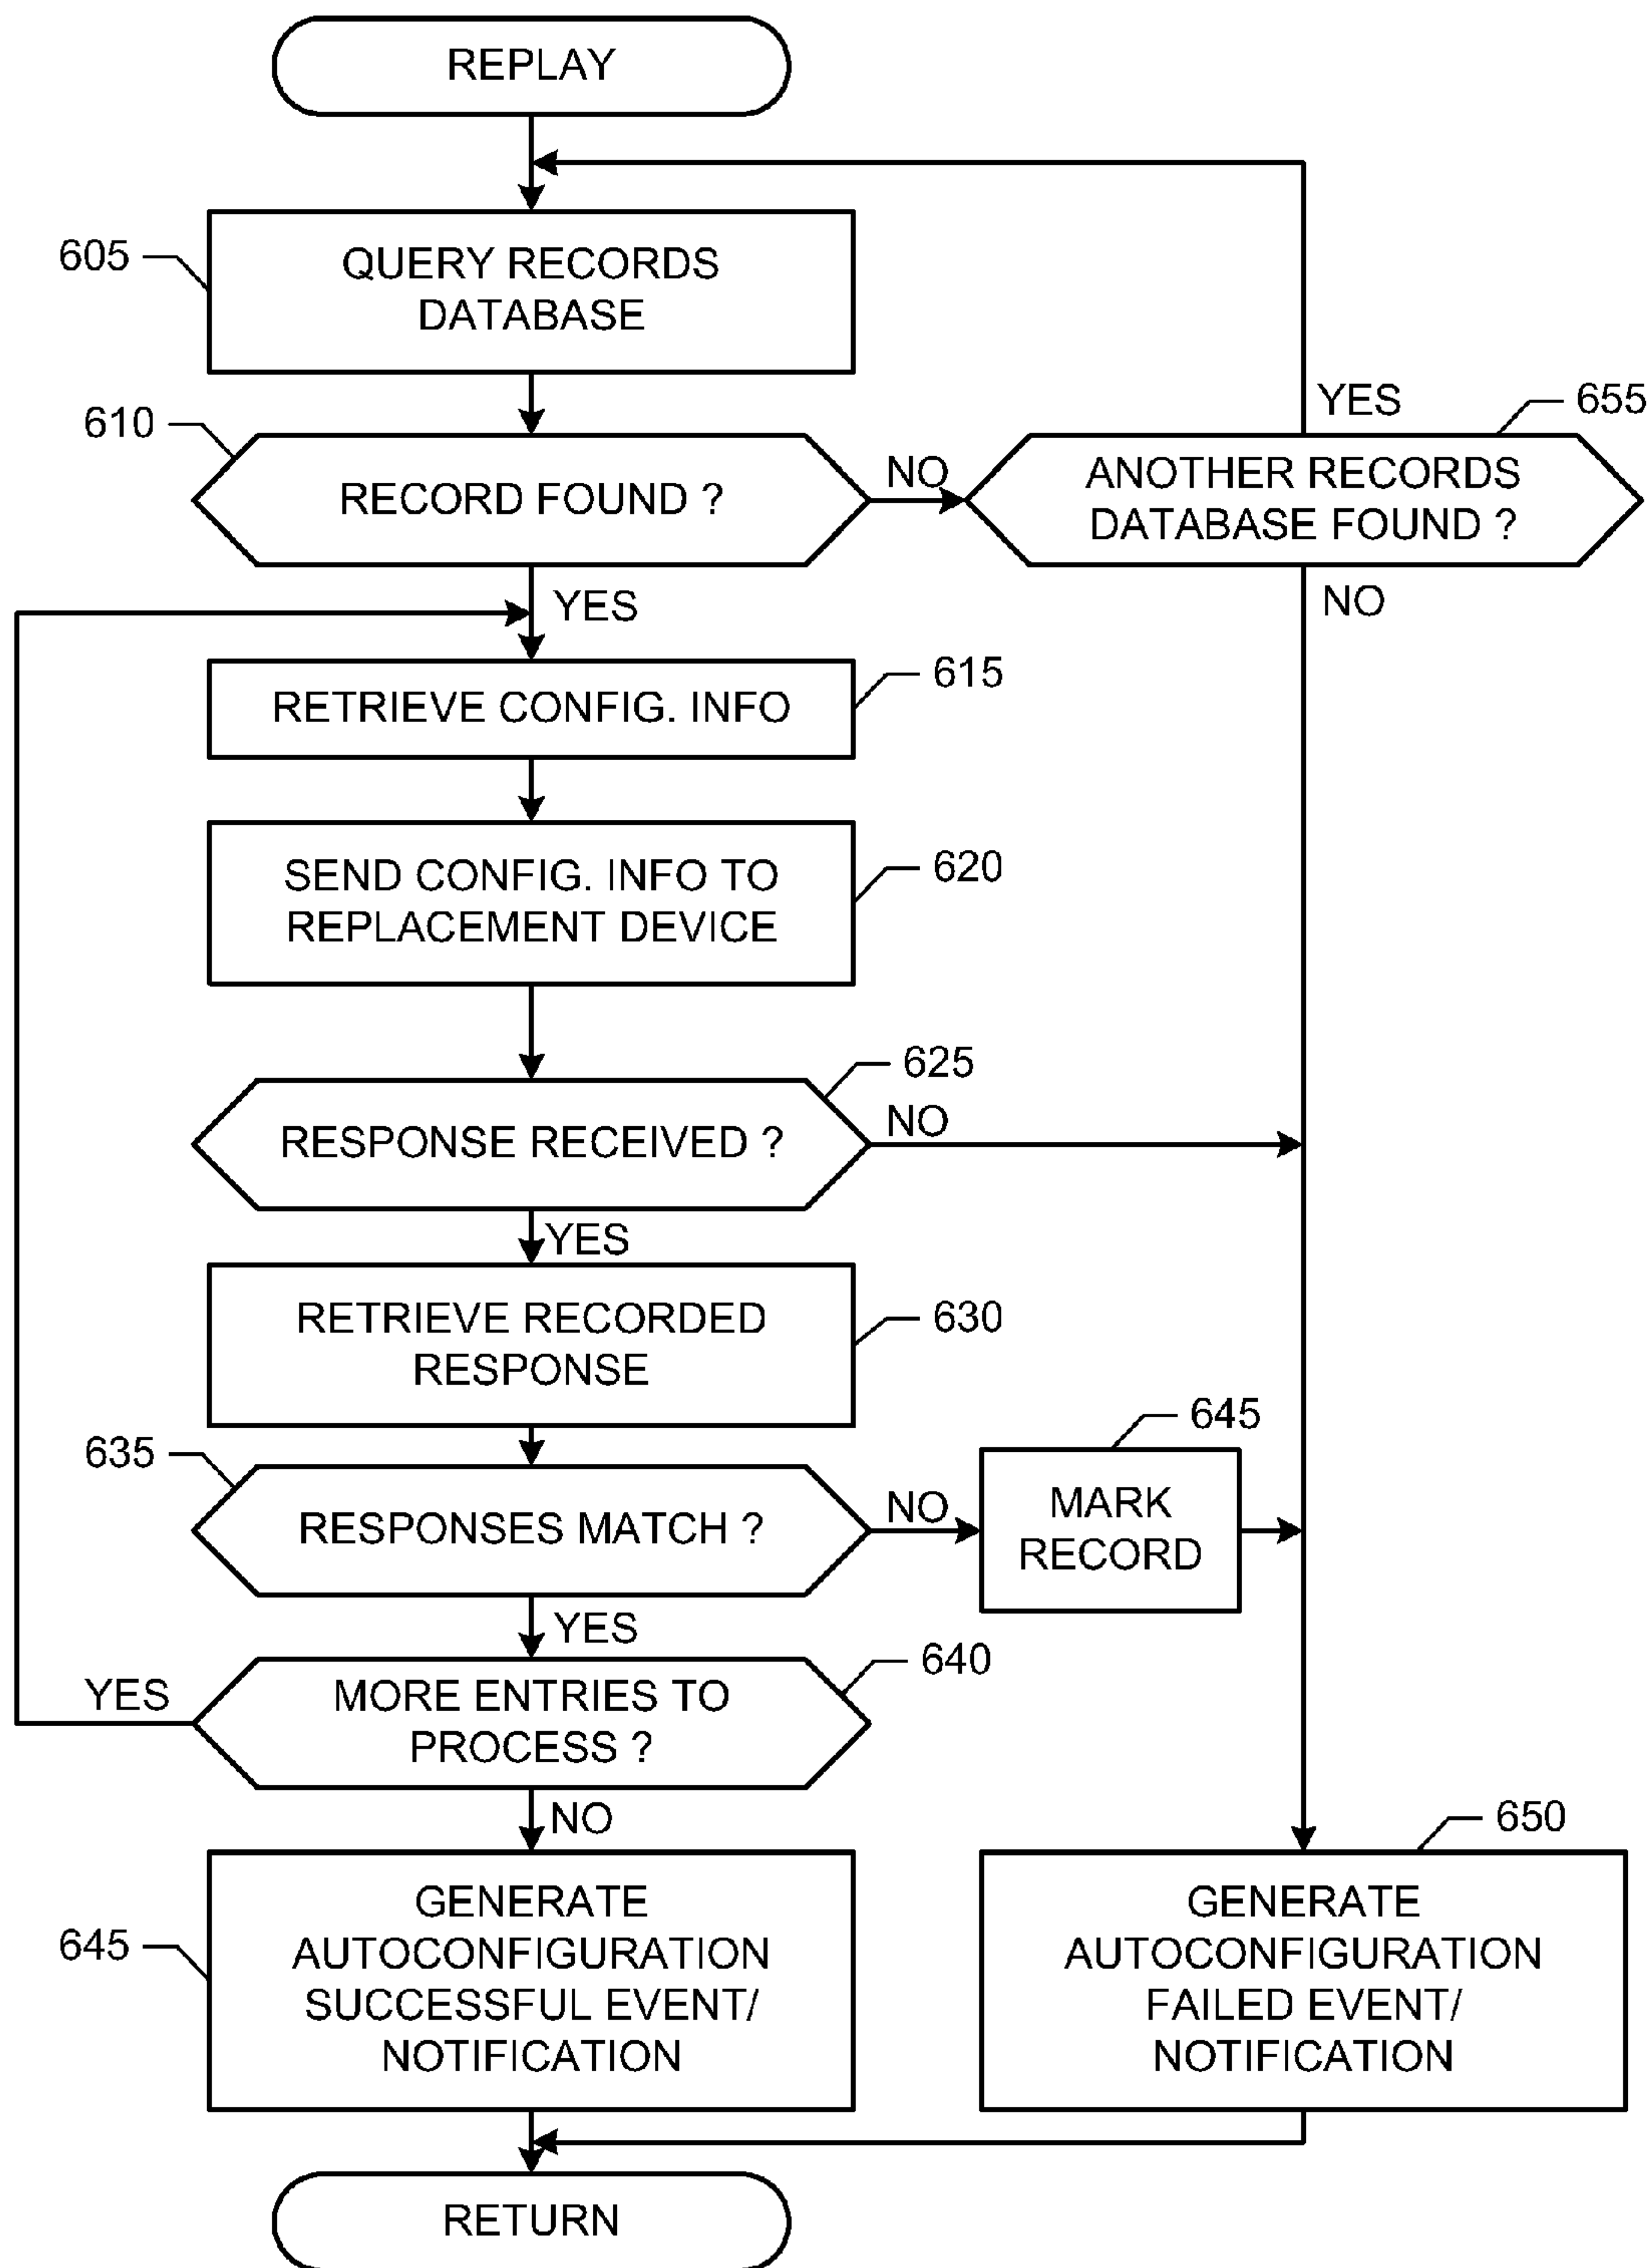 REPLAY
605
QUERY RECORDS
DATABASE
610
RECORD FOUND ?
NO
YES
655
ANOTHER RECORDS
DATABASE FOUND ?
YES
NO
615
RETRIEVE CONFIG. INFO
620
SEND CONFIG. INFO TO
REPLACEMENT DEVICE
625
RESPONSE RECEIVED ?
NO
YES
630
RETRIEVE RECORDED
RESPONSE
635
RESPONSES MATCH ?
NO
645
MARK
RECORD
YES
640
YES
MORE ENTRIES TO
PROCESS ?
NO
645
GENERATE
AUTOCONFIGURATION
SUCCESSFUL EVENT/
NOTIFICATION
650
GENERATE
AUTOCONFIGURATION
FAILED EVENT/
NOTIFICATION
RETURN